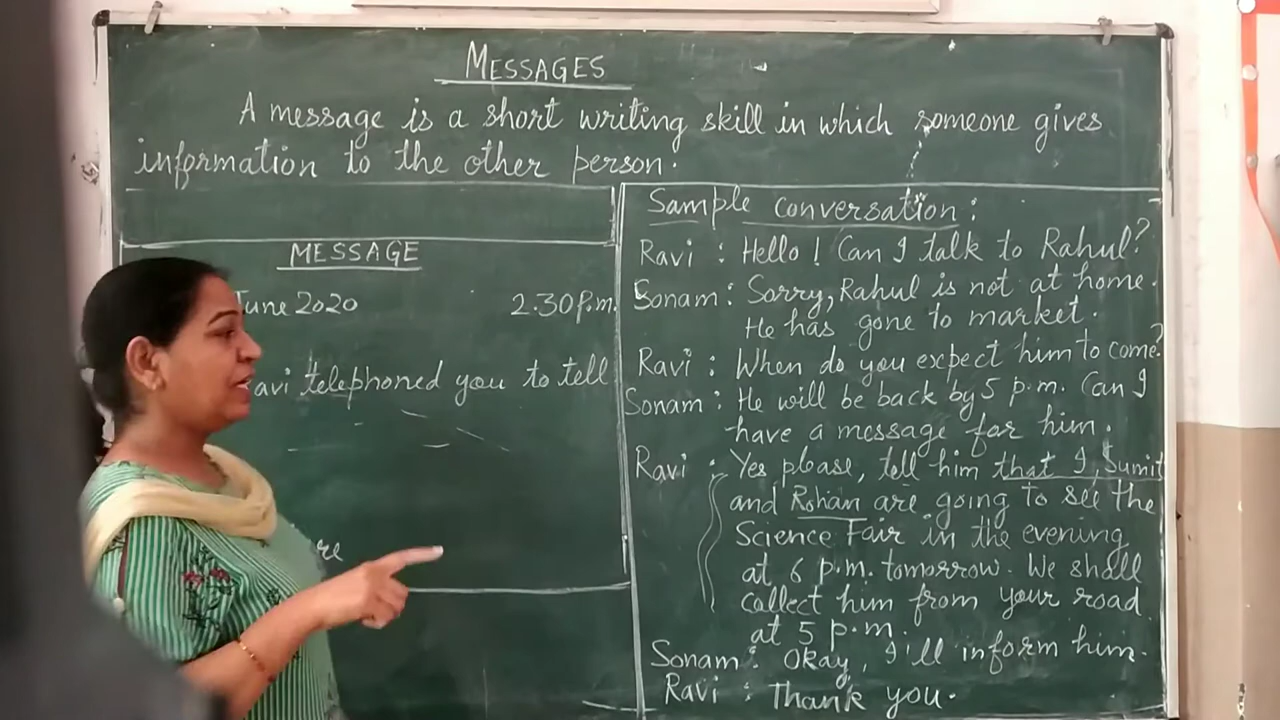 MESSAGES
A message is a short writing skill in which someone gives
information to the other person.
MESSAGE
June 2020 2.30 p.m.
telephoned you to tell
Sample conversation :
Ravi : Hello ! Can I talk to Rahul?
Sonam : Sorry, Rahul is not at home.
He has gone to market.
Ravi : When do you expect him to come?
Sonam : He will be back by 5 p.m. Can I
have a message for him.
Ravi : Yes please, tell him that I, Sumit
and Rohan are going to see the
Science Fair in the evening
at 6 p.m. tomorrow. We shall
collect him from your road
at 5 p.m.
Sonam : Okay, I'll inform him.
Ravi : Thank you.